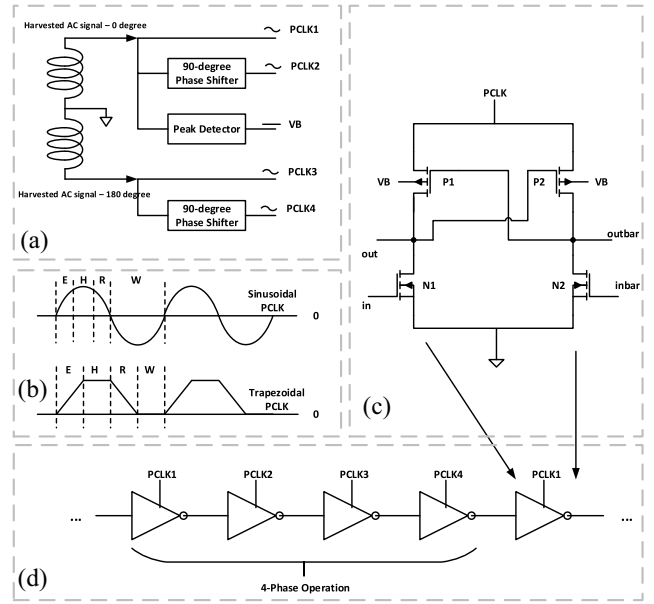 Harvested AC signal – 0 degree
PCLK1
90-degree
Phase Shifter
PCLK2
Peak Detector
VB
PCLK3
Harvested AC signal – 180 degree
90-degree
Phase Shifter
PCLK4
(a)
E H R W
Sinusoidal
PCLK
0
E H R W
Trapezoidal
PCLK
0
(b)
PCLK
VB
P1
P2
VB
out
outbar
N1
N2
in
inbar
(c)
PCLK1
PCLK2
PCLK3
PCLK4
PCLK1
...
...
4-Phase Operation
(d)